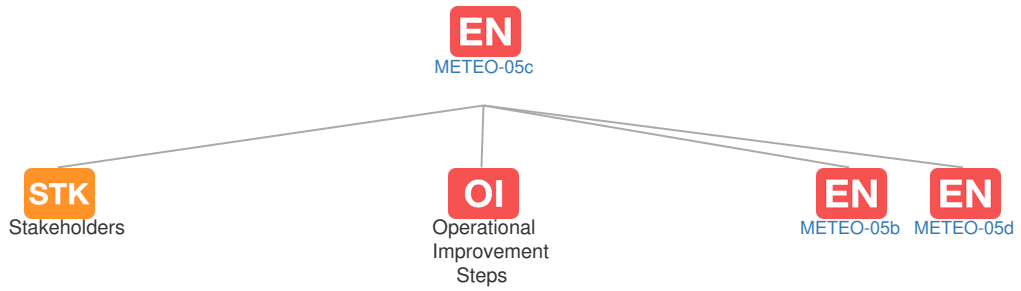 EN
METEO-05c
STK
Stakeholders
OI
Operational
Improvement
Steps
EN
METEO-05b
EN
METEO-05d